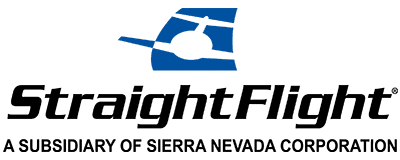 StraightFlight®
A SUBSIDIARY OF SIERRA NEVADA CORPORATION